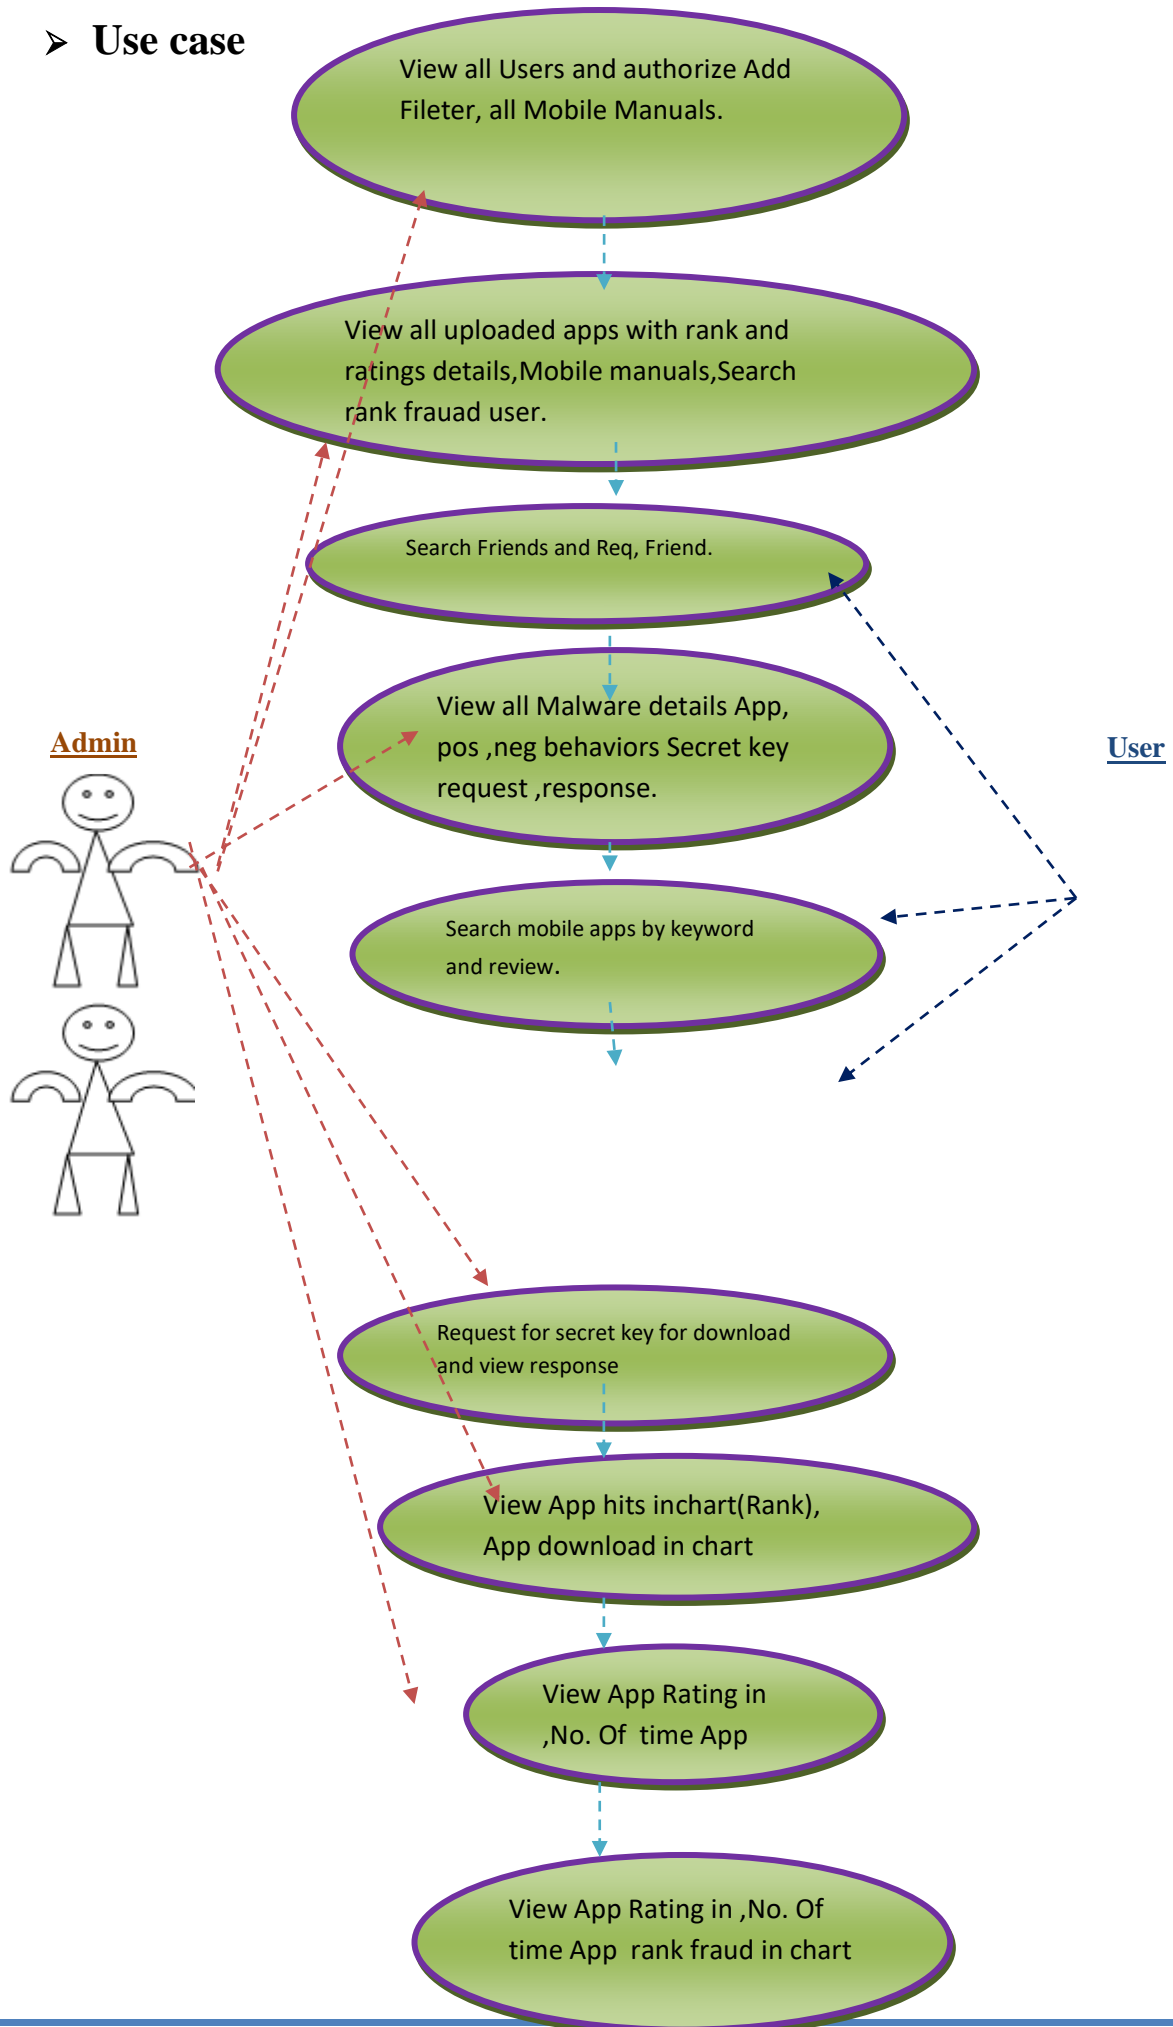 ➢ Use case
View all Users and authorize Add
Fileter, all Mobile Manuals.
View all uploaded apps with rank and
ratings details,Mobile manuals,Search
rank frauad user.
Search Friends and Req, Friend.
View all Malware details App,
pos ,neg behaviors Secret key
request ,response.
Admin
User
Search mobile apps by keyword
and review.
Request for secret key for download
and view response
View App hits inchart(Rank),
App download in chart
View App Rating in
,No. Of  time App
View App Rating in ,No. Of
time App  rank fraud in chart